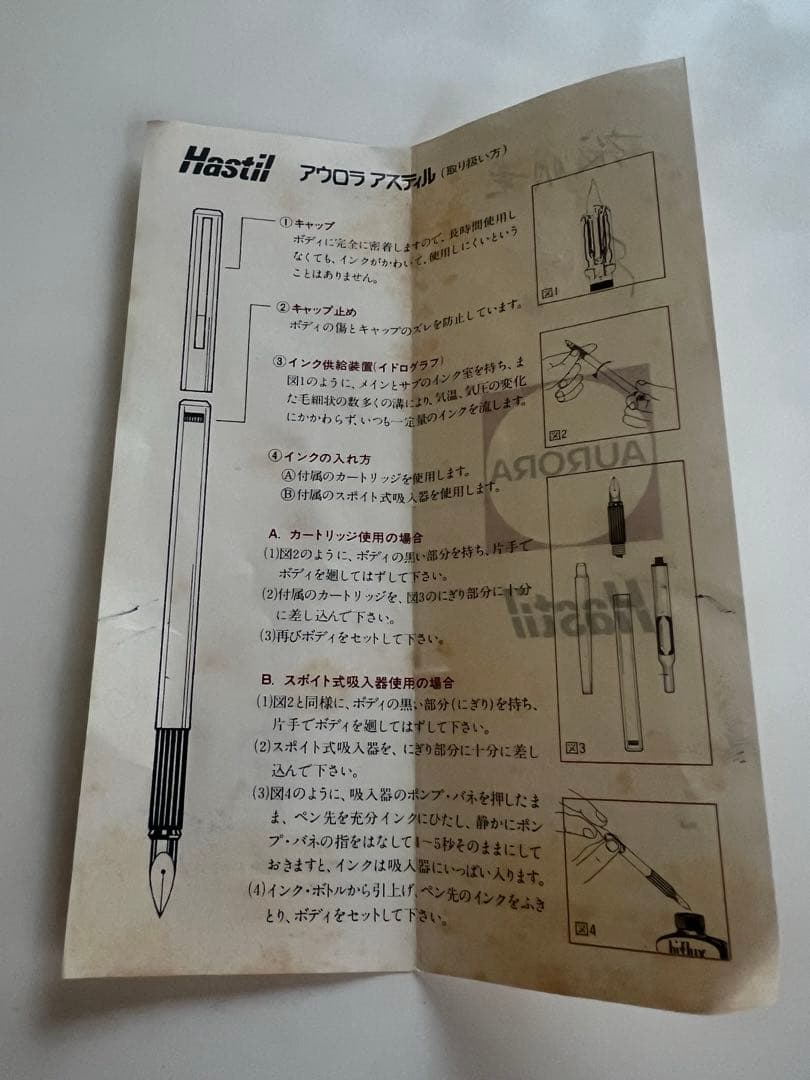 Hastil アウロラ アスティル(取り扱い方)
①キャップ
ボディに完全に密着しますので、長時間使用し
なくても、インクがかわいて、使用しにくいという
ことはありません。
②キャップ止め
ボディの傷とキャップのズレを防止しています。
③インク供給装置(イドログラフ)
図1のように、メインとサブのインク室を持ち、ま
た毛細状の数多くの溝により、気温、気圧の変化
にかかわらず、いつも一定量のインクを流します。
④インクの入れ方
Ⓐ付属のカートリッジを使用します。
Ⓑ付属のスポイト式吸入器を使用します。
A. カートリッジ使用の場合
(1)図2のように、ボディの黒い部分を持ち、片手で
ボディを廻してはずして下さい。
(2)付属のカートリッジを、図3のにぎり部分に十分
に差し込んで下さい。
(3)再びボディをセットして下さい。
B. スポイト式吸入器使用の場合
(1)図2と同様に、ボディの黒い部分(にぎり)を持ち、
片手でボディを廻してはずして下さい。
(2)スポイト式吸入器を、にぎり部分に十分に差し
込んで下さい。
(3)図4のように、吸入器のポンプ・バネを押したま
ま、ペン先を充分インクにひたし、静かにポン
プ・バネの指をはなして4〜5秒そのままにして
おきますと、インクは吸入器にいっぱい入ります。
(4)インク・ボトルから引上げ、ペン先のインクをふき
とり、ボディをセットして下さい。
図1
図2
AURORA
Hastil
図3
図4
hiflux